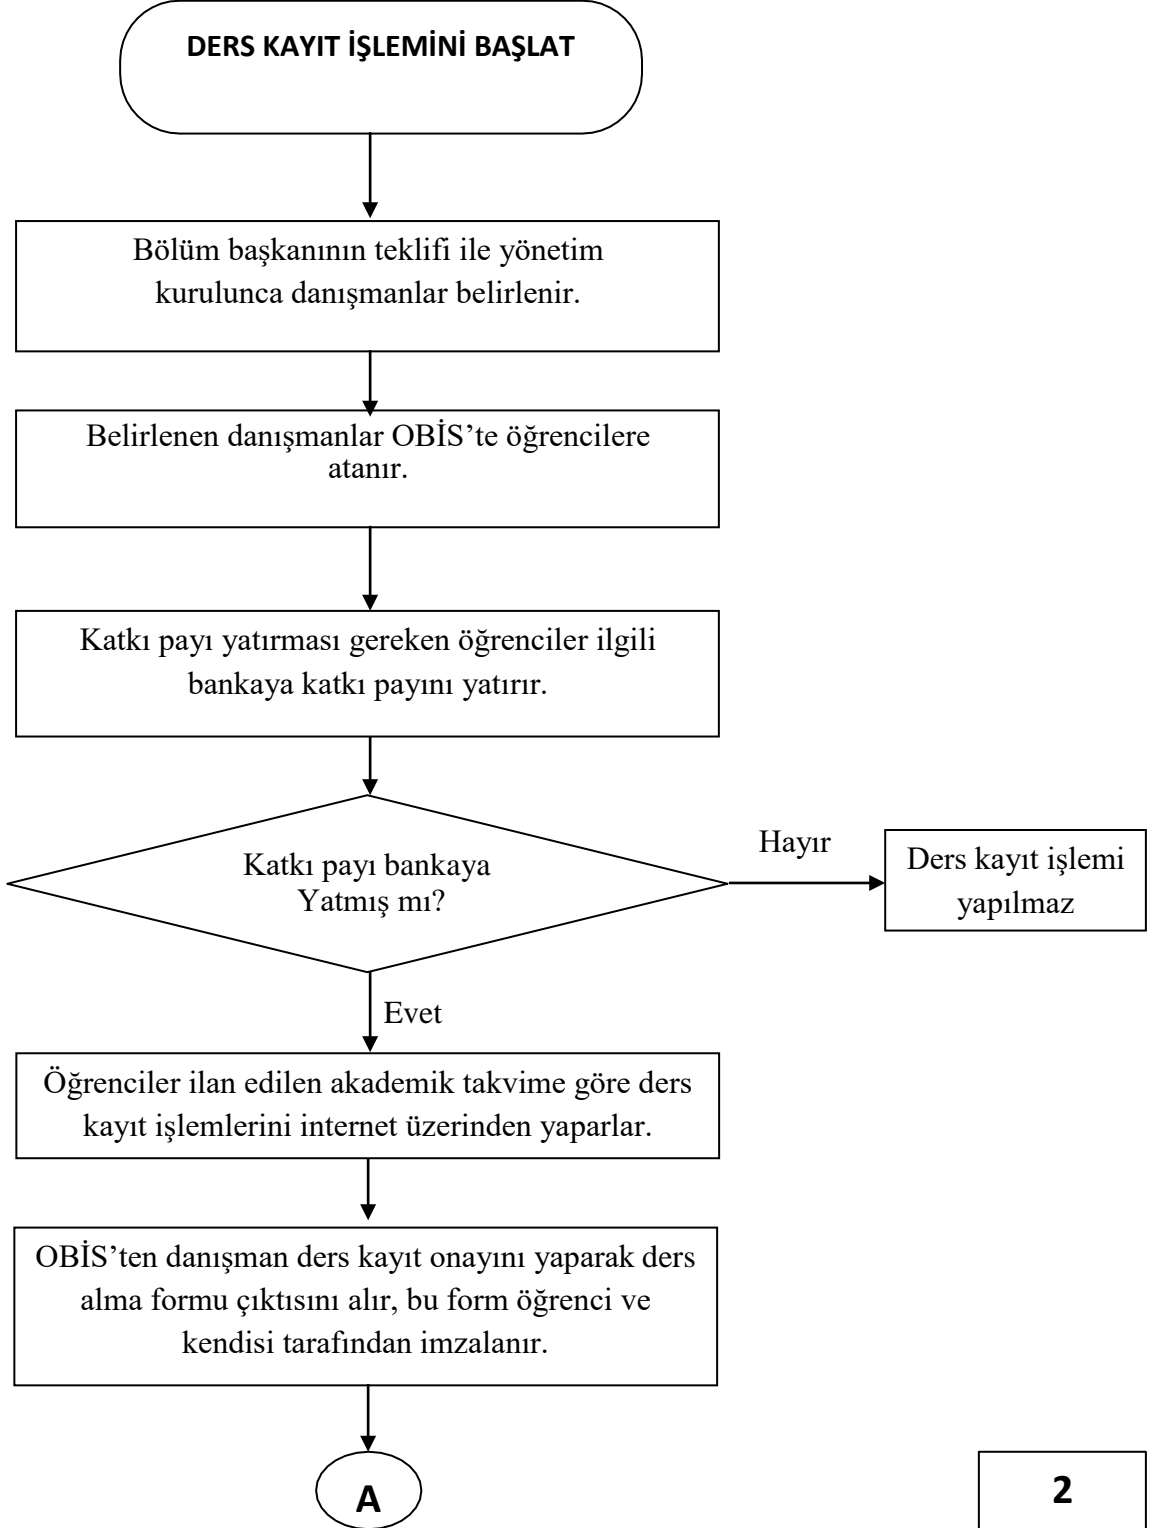 DERS KAYIT İŞLEMİNİ BAŞLAT
Bölüm başkanının teklifi ile yönetim
kurulunca danışmanlar belirlenir.
Belirlenen danışmanlar OBİS’te öğrencilere
atanır.
Katkı payı yatırması gereken öğrenciler ilgili
bankaya katkı payını yatırır.
Katkı payı bankaya
Yatmış mı?
Hayır
Ders kayıt işlemi
yapılmaz
Evet
Öğrenciler ilan edilen akademik takvime göre ders
kayıt işlemlerini internet üzerinden yaparlar.
OBİS’ten danışman ders kayıt onayını yaparak ders
alma formu çıktısını alır, bu form öğrenci ve
kendisi tarafından imzalanır.
A
2